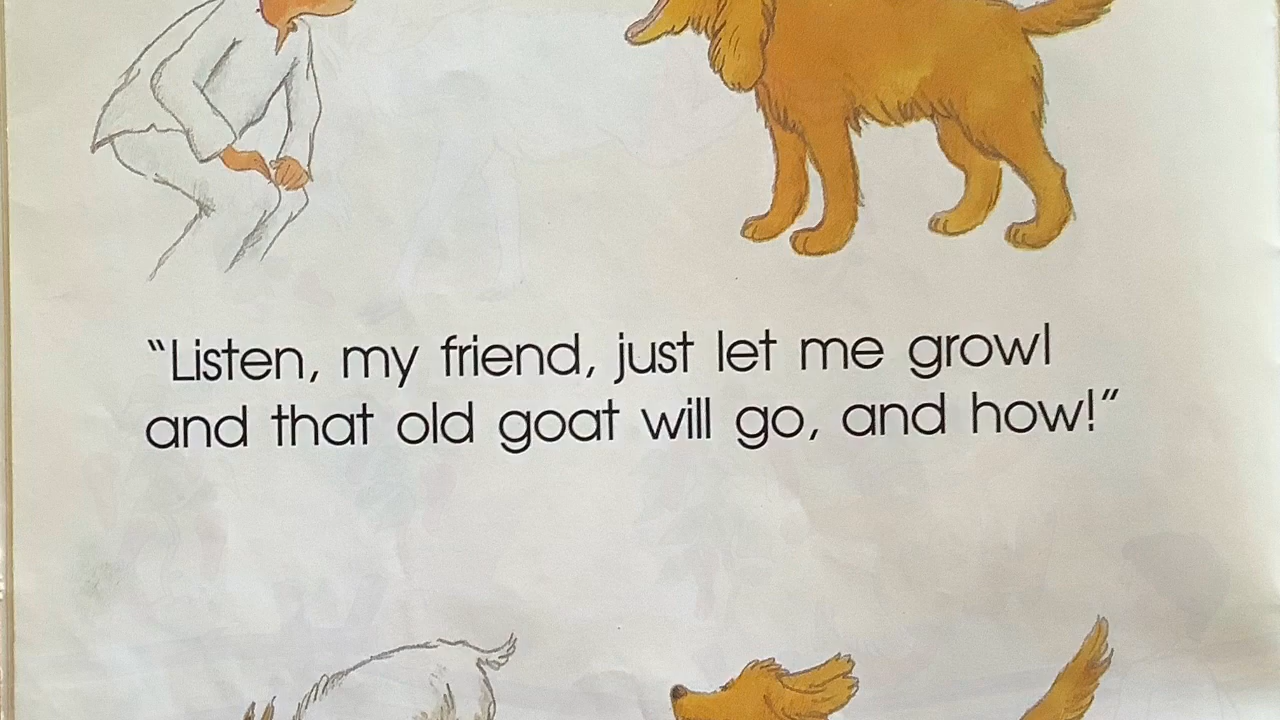 “Listen, my friend, just let me growl
and that old goat will go, and how!”